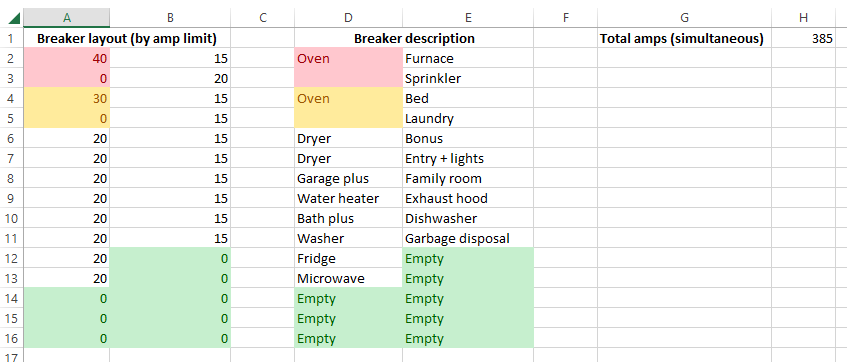 A B C D E F G H
1 Breaker layout (by amp limit) Breaker description Total amps (simultaneous) 385
2 40 15 Oven Furnace
3 0 20 Sprinkler
4 30 15 Oven Bed
5 0 15 Laundry
6 20 15 Dryer Bonus
7 20 15 Dryer Entry + lights
8 20 15 Garage plus Family room
9 20 15 Water heater Exhaust hood
10 20 15 Bath plus Dishwasher
11 20 15 Washer Garbage disposal
12 20 0 Fridge Empty
13 20 0 Microwave Empty
14 0 0 Empty Empty
15 0 0 Empty Empty
16 0 0 Empty Empty
17